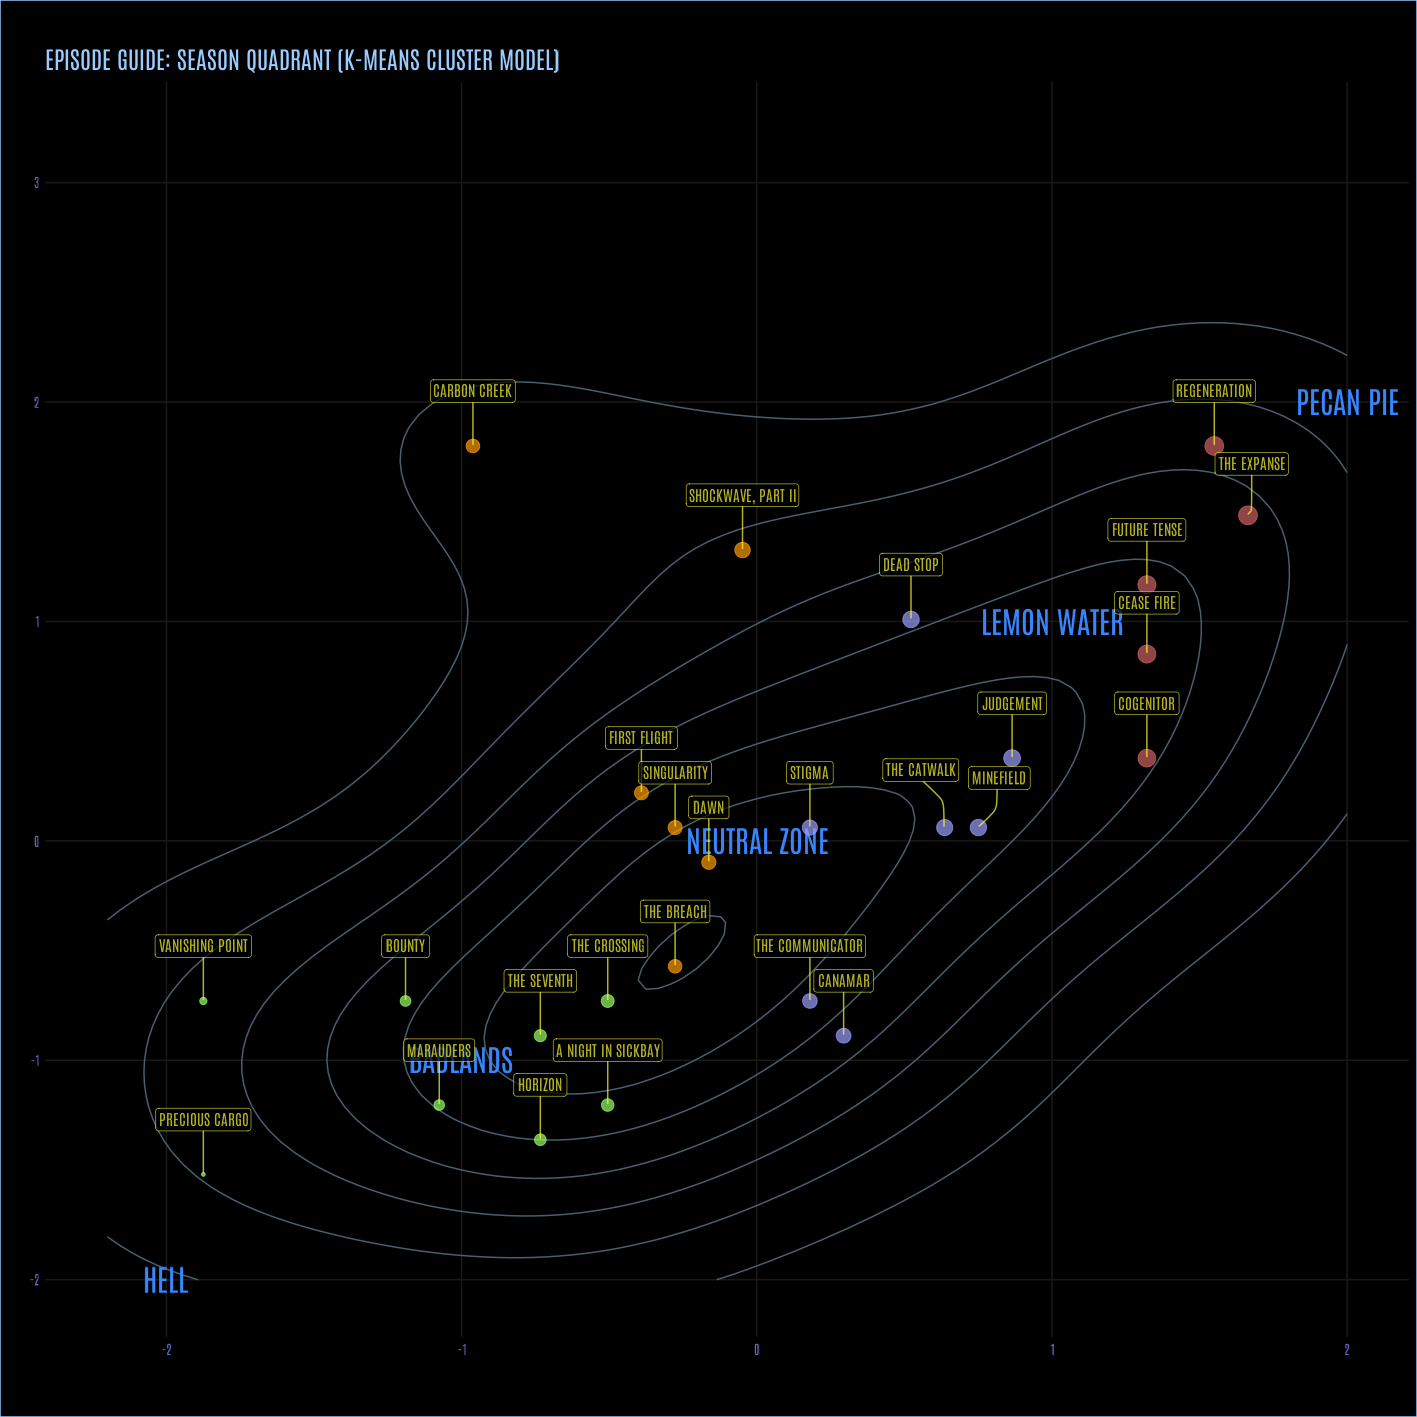 EPISODE GUIDE: SEASON QUADRANT (K-MEANS CLUSTER MODEL)
3
2
CARBON CREEK
REGENERATION
PECAN PIE
THE EXPANSE
SHOCKWAVE, PART II
FUTURE TENSE
DEAD STOP
CEASE FIRE
1
LEMON WATER
JUDGEMENT
COGENITOR
FIRST FLIGHT
SINGULARITY
STIGMA
THE CATWALK
MINEFIELD
DAWN
0
NEUTRAL ZONE
THE BREACH
VANISHING POINT
BOUNTY
THE CROSSING
THE COMMUNICATOR
THE SEVENTH
CANAMAR
MARAUDERS
A NIGHT IN SICKBAY
-1
BADLANDS
HORIZON
PRECIOUS CARGO
-2
HELL
-2
-1
0
1
2